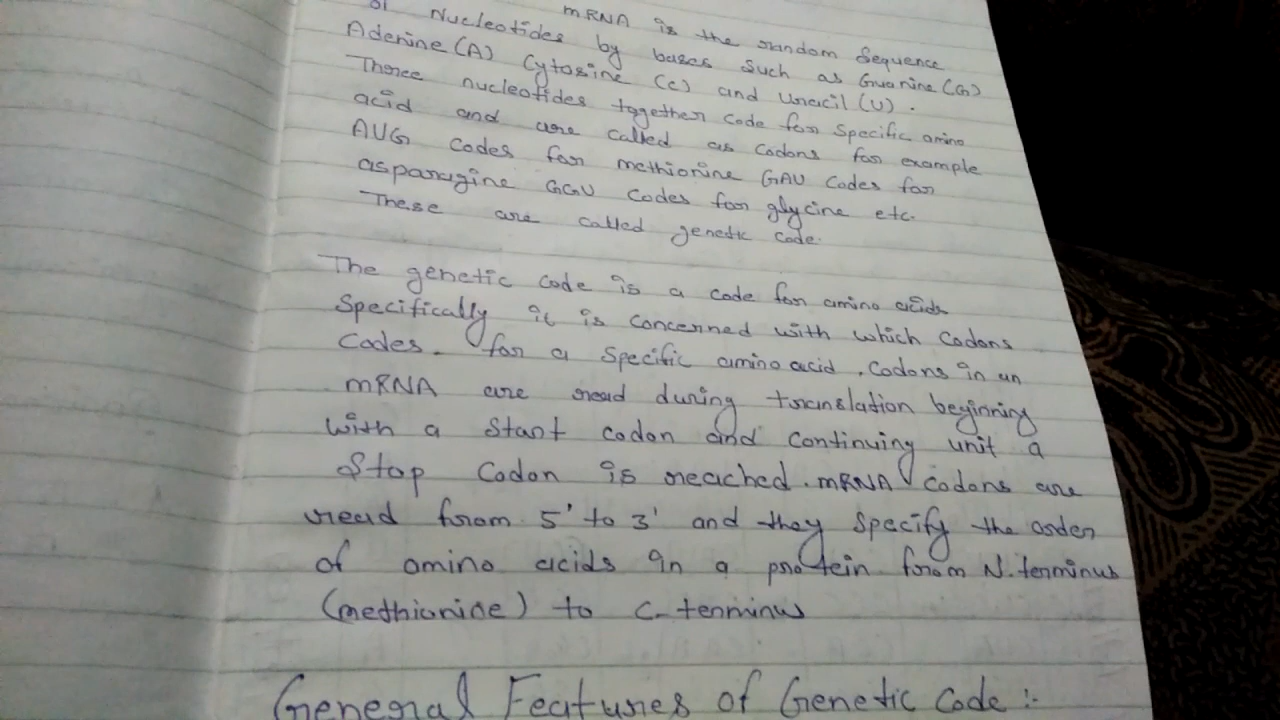 mRNA is the random Sequence
of Nucleotides by bases such as Guanine (G)
Adenine (A) Cytosine (C) and Uracil (U).
Three nucleotides together code for specific amino
acid and are called as codons for example
AUG codes for methionine GAU codes for
asparagine GGU codes for glycine etc.
These are called genetic code.
The genetic code is a code for amino acids
Specifically it is concerned with which codons
codes. for a specific amino acid. Codons in an
mRNA are read during translation beginning
with a Start codon and continuing unit a
Stop codon is reached. mRNA codons are
read from 5' to 3' and they specify the order
of amino acids in a protein from N. terminus
(methionine) to C-terminus
General Features of Genetic Code :-